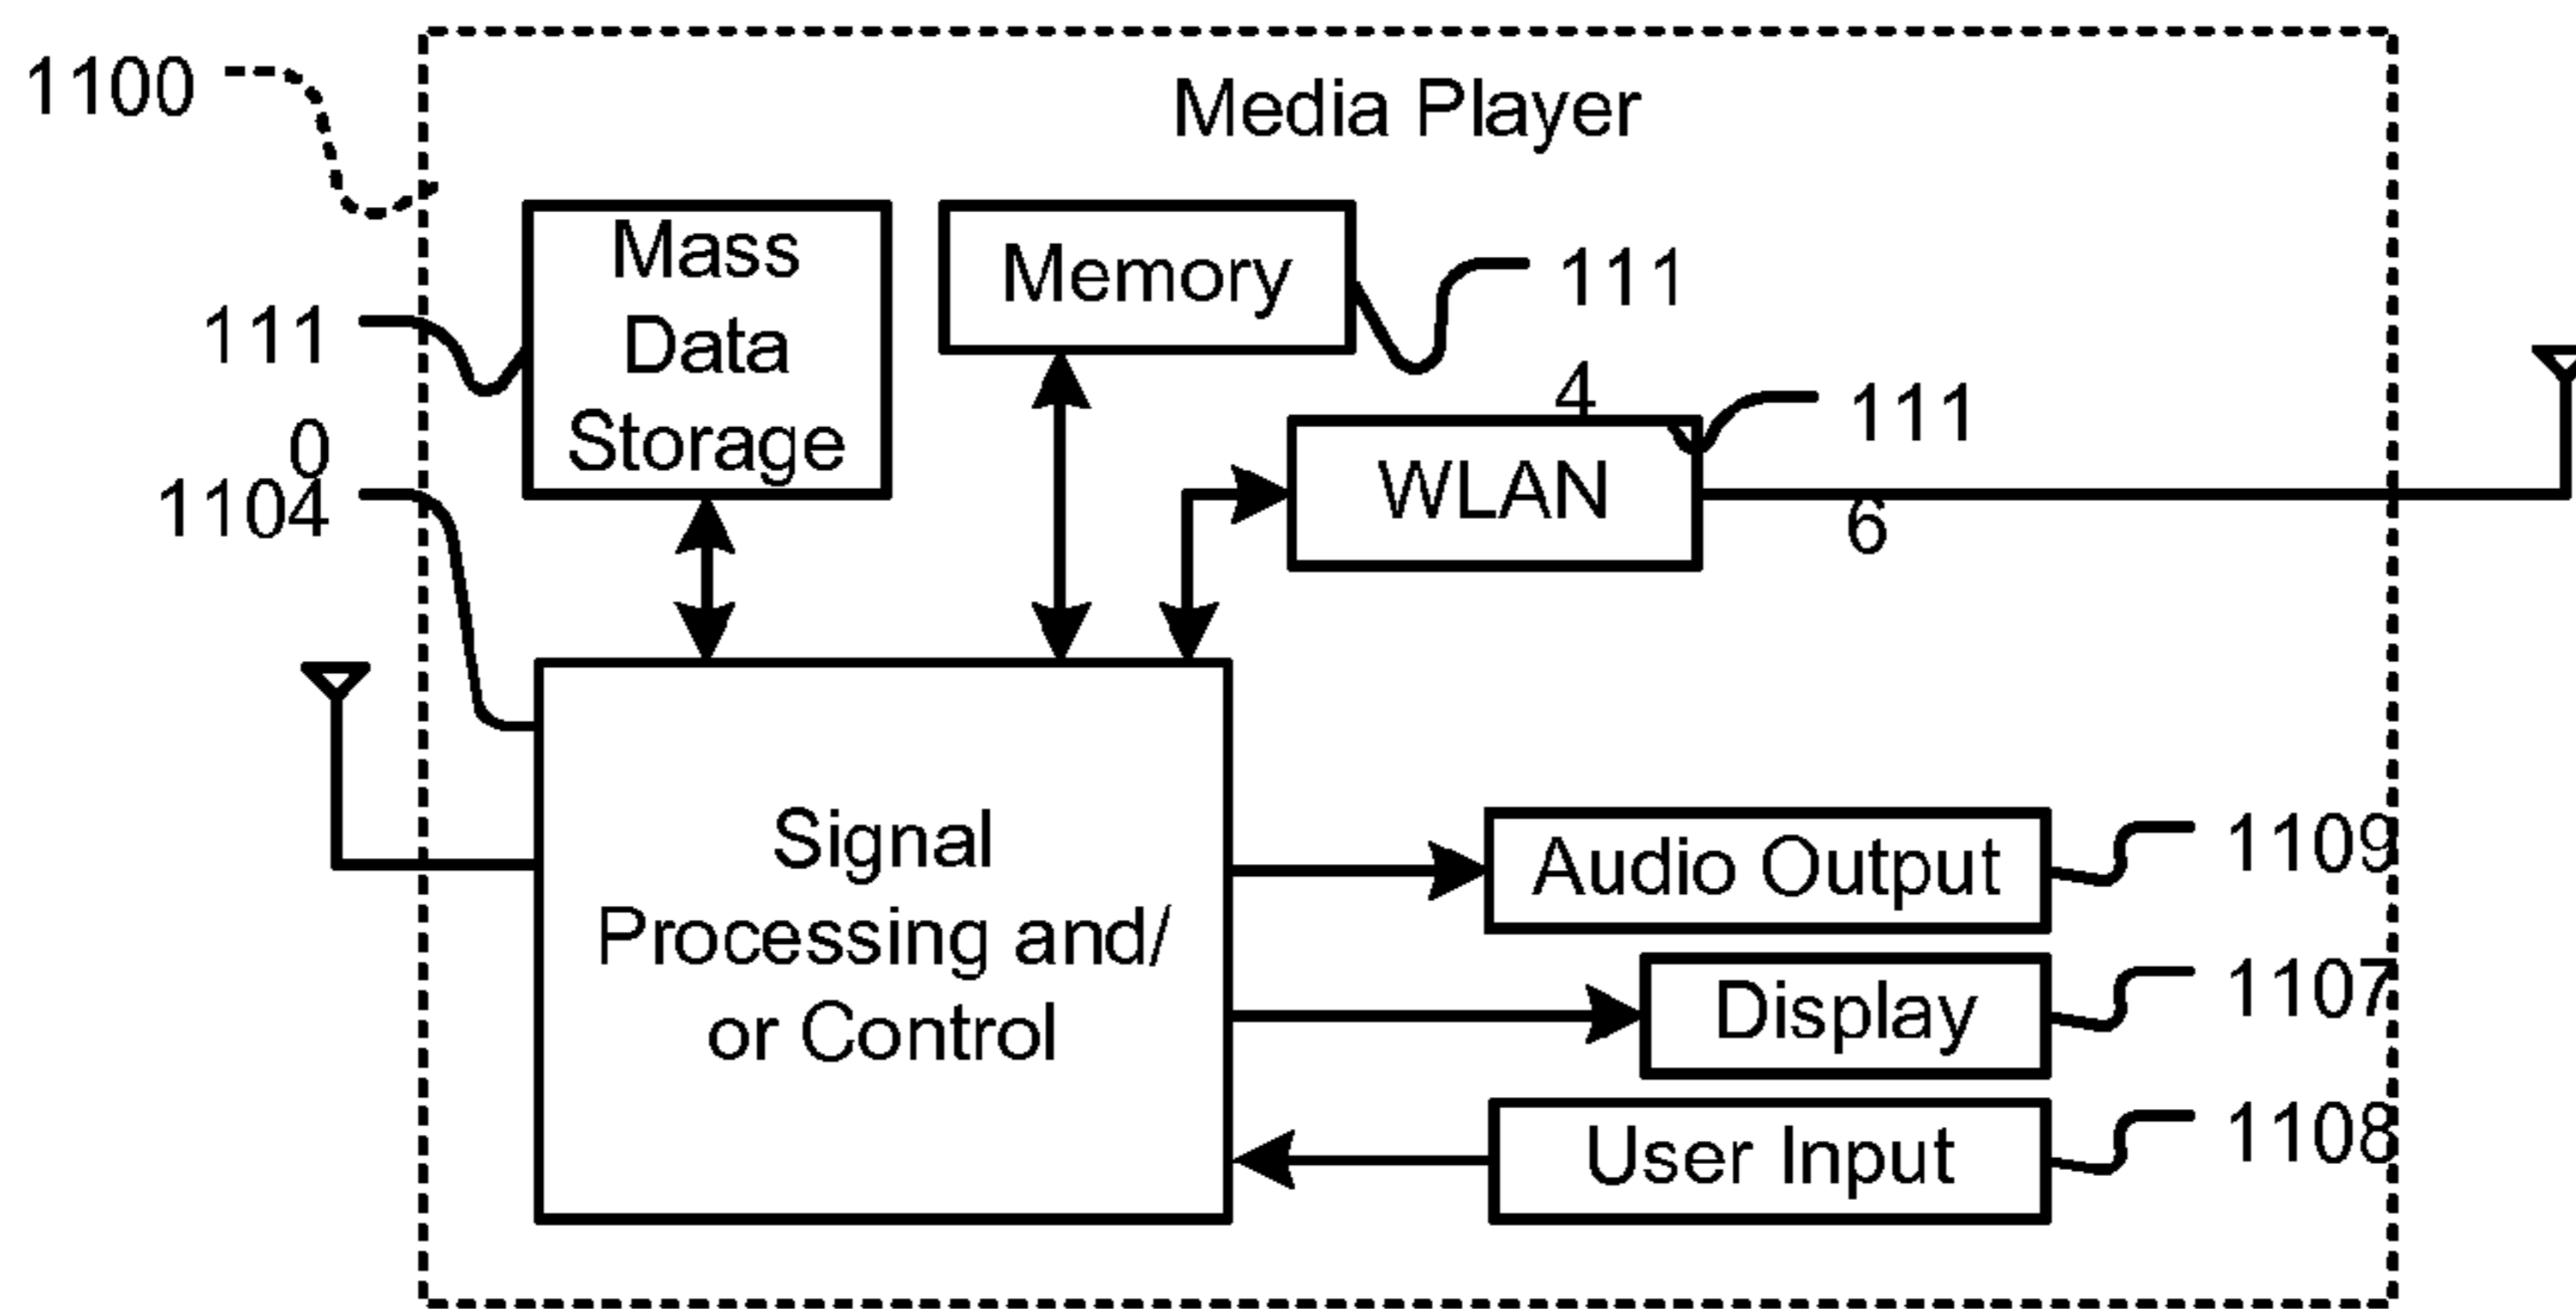 1100
Media Player
Mass
Data
Storage
Memory
111
4
111
0
1104
WLAN
111
6
Signal
Processing and/
or Control
Audio Output
1109
Display
1107
User Input
1108